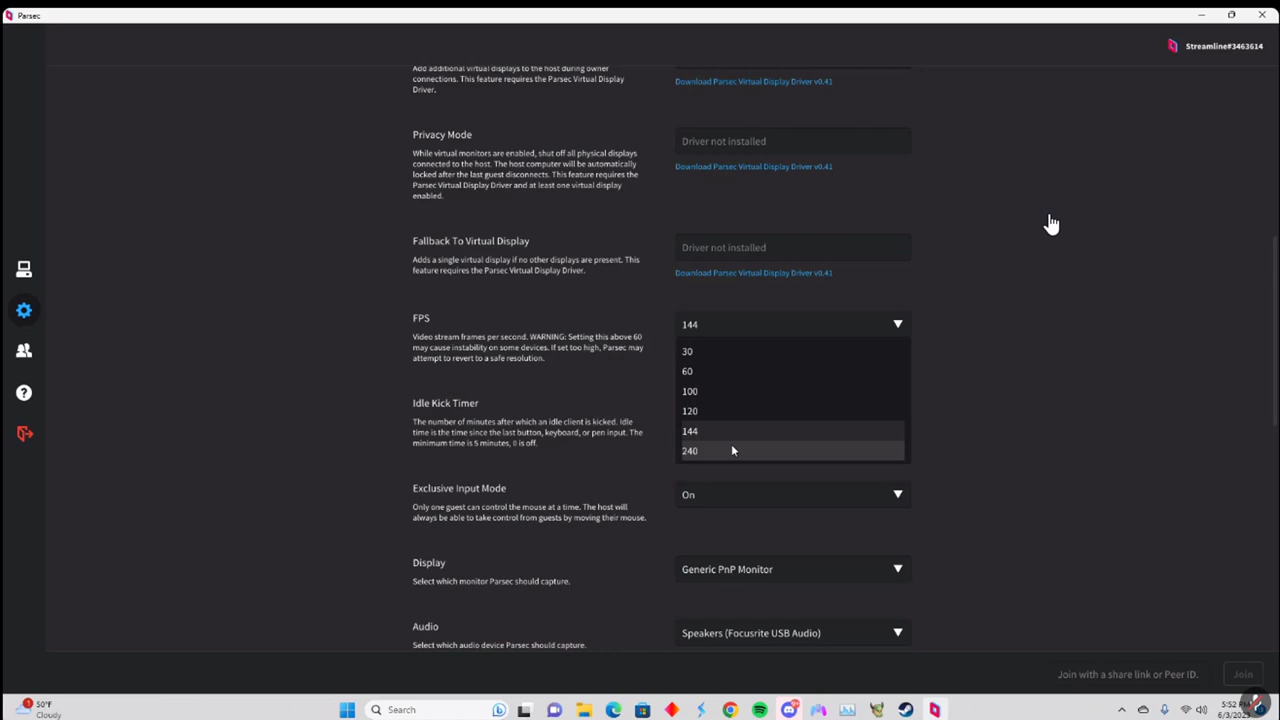 Parsec
Streamline#3463614
Add additional virtual displays to the host during owner
connections. This feature requires the Parsec Virtual Display
Driver.
Download Parsec Virtual Display Driver v0.41
Privacy Mode
While virtual monitors are enabled, shut off all physical displays
connected to the host. The host computer will be automatically
locked after the last guest disconnects. This feature requires the
Parsec Virtual Display Driver and at least one virtual display
enabled.
Driver not installed
Download Parsec Virtual Display Driver v0.41
Fallback To Virtual Display
Adds a single virtual display if no other displays are present. This
feature requires the Parsec Virtual Display Driver.
Driver not installed
Download Parsec Virtual Display Driver v0.41
FPS
Video stream frames per second. WARNING: Setting this above 60
may cause instability on some devices. If set too high, Parsec may
attempt to revert to a safe resolution.
144
30
60
100
120
144
240
Idle Kick Timer
The number of minutes after which an idle client is kicked. Idle
time is the time since the last button, keyboard, or pen input. The
minimum time is 5 minutes, 0 is off.
Exclusive Input Mode
Only one guest can control the mouse at a time. The host will
always be able to take control from guests by moving their mouse.
On
Display
Select which monitor Parsec should capture.
Generic PnP Monitor
Audio
Select which audio device Parsec should capture.
Speakers (Focusrite USB Audio)
Join with a share link or Peer ID.
Join
1
50°F
Cloudy
Search
5:52 PM